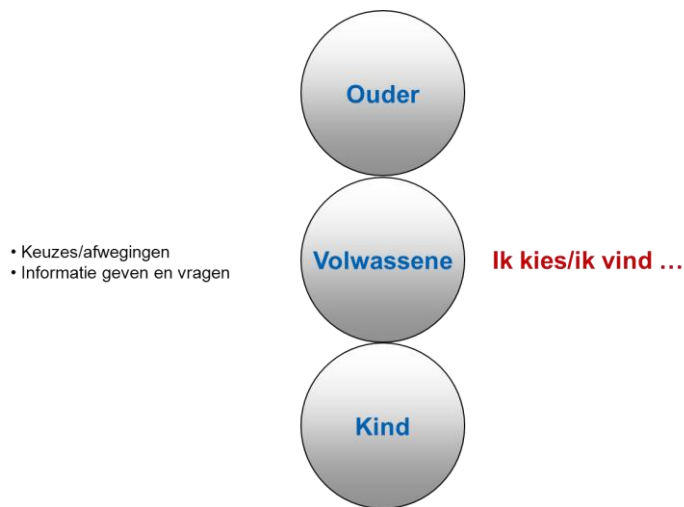 Ouder
• Keuzes/afwegingen
• Informatie geven en vragen
Volwassene
Ik kies/ik vind ...
Kind